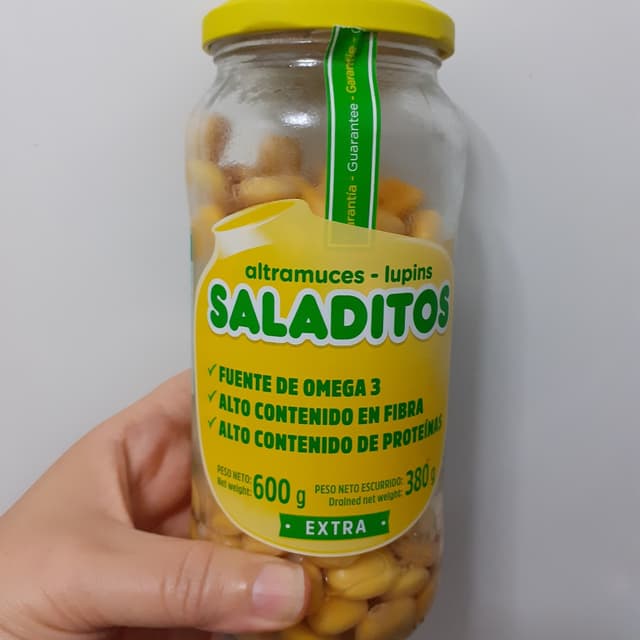 Garantía - Guarantee - Garantie -
altramuces - lupins
SALADITOS
✓ FUENTE DE OMEGA 3
✓ ALTO CONTENIDO EN FIBRA
✓ ALTO CONTENIDO DE PROTEÍNAS
PESO NETO:
Net weight: 600 g
PESO NETO ESCURRIDO:
Drained net weight: 380 g
· EXTRA ·